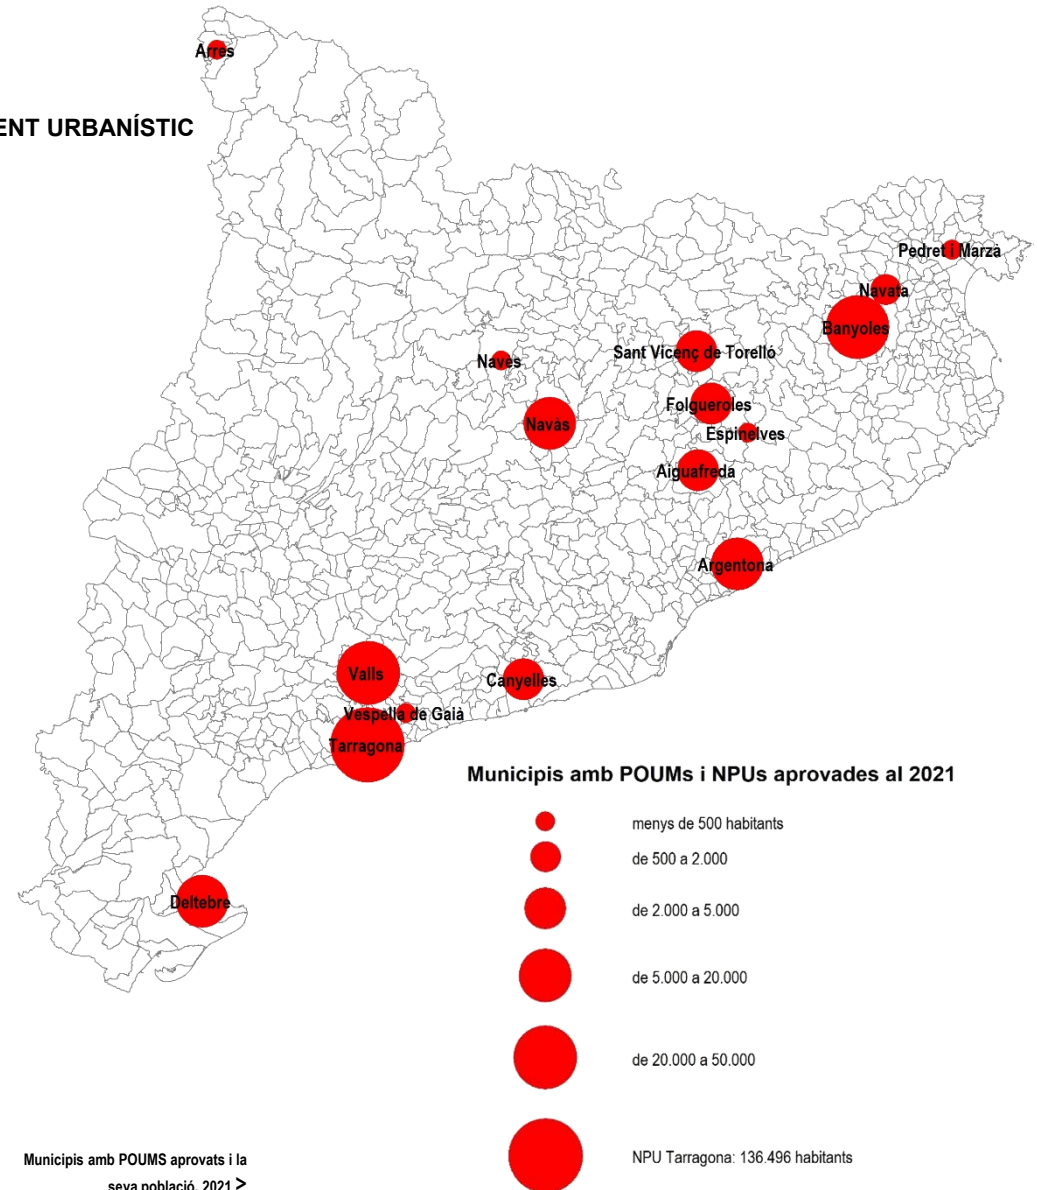 Arres
ENT URBANÍSTIC
Pedret i Marzà
Navata
Banyoles
Sant Vicenç de Torelló
Naves
Folgueroles
Navàs
Espinelves
Aiguafreda
Argentona
Valls
Canyelles
Vespella de Gaià
Tarragona
Municipis amb POUMs i NPUs aprovades al 2021
menys de 500 habitants
de 500 a 2.000
de 2.000 a 5.000
Deltebre
de 5.000 a 20.000
de 20.000 a 50.000
NPU Tarragona: 136.496 habitants
Municipis amb POUMS aprovats i la
seva població. 2021 >